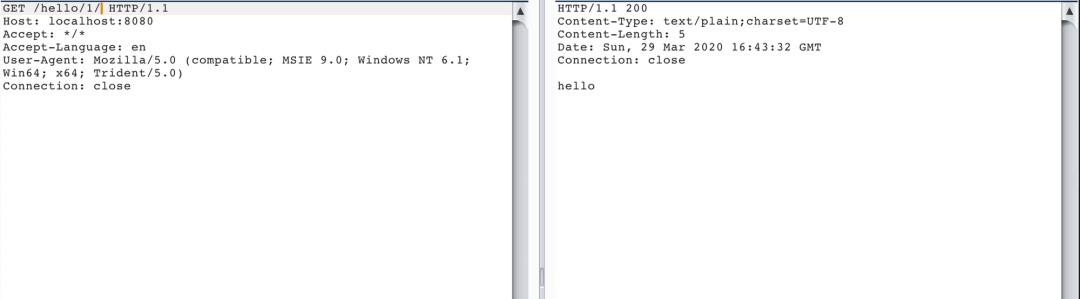 GET /hello/1/ HTTP/1.1
Host: localhost:8080
Accept: */*
Accept-Language: en
User-Agent: Mozilla/5.0 (compatible; MSIE 9.0; Windows NT 6.1;
Win64; x64; Trident/5.0)
Connection: close
HTTP/1.1 200
Content-Type: text/plain;charset=UTF-8
Content-Length: 5
Date: Sun, 29 Mar 2020 16:43:32 GMT
Connection: close
hello